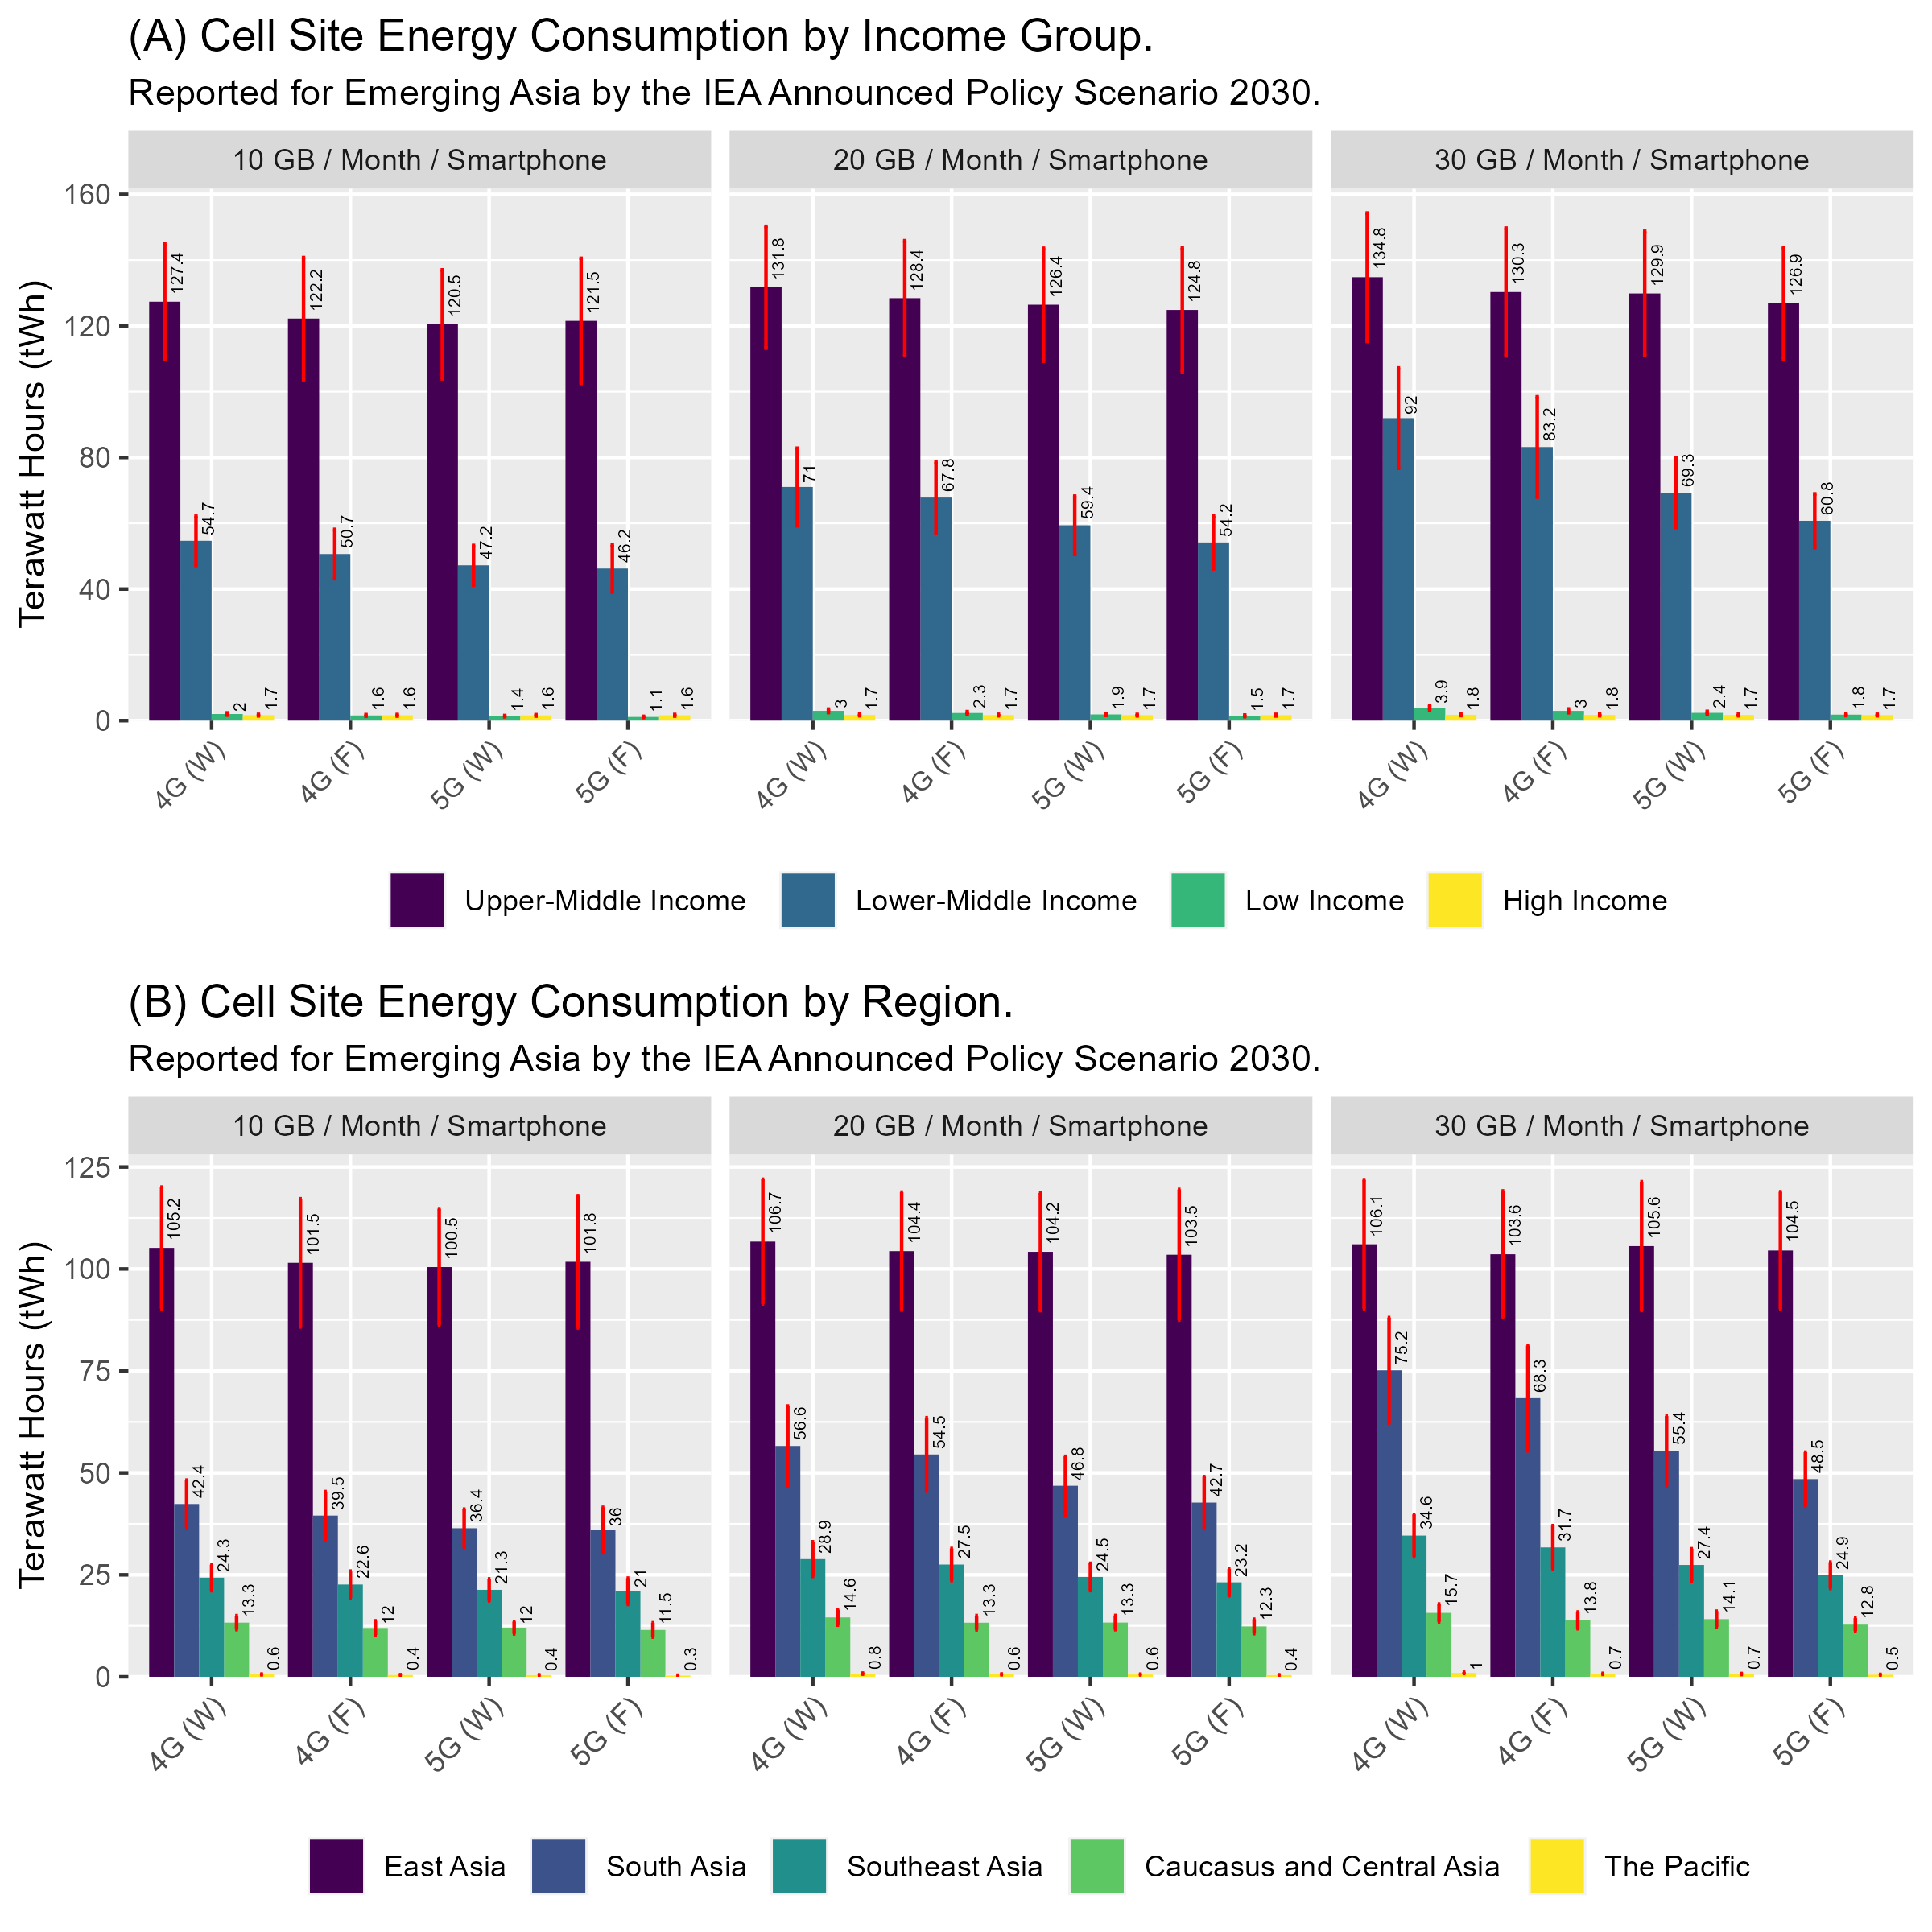 (A) Cell Site Energy Consumption by Income Group.
Reported for Emerging Asia by the IEA Announced Policy Scenario 2030.
10 GB / Month / Smartphone
20 GB / Month / Smartphone
30 GB / Month / Smartphone
Terawatt Hours (tWh)
160
120
80
40
0
127.4 54.7 2 1.7
122.2 50.7 1.6 1.6
120.5 47.2 1.4 1.6
121.5 46.2 1.1 1.6
131.8 71 3 1.7
128.4 67.8 2.3 1.7
126.4 59.4 1.9 1.7
124.8 54.2 1.5 1.7
134.8 92 3.9 1.8
130.3 83.2 3 1.8
129.9 69.3 2.4 1.7
126.9 60.8 1.8 1.7
4G (W) 4G (F) 5G (W) 5G (F)
4G (W) 4G (F) 5G (W) 5G (F)
4G (W) 4G (F) 5G (W) 5G (F)
Upper-Middle Income
Lower-Middle Income
Low Income
High Income
(B) Cell Site Energy Consumption by Region.
Reported for Emerging Asia by the IEA Announced Policy Scenario 2030.
10 GB / Month / Smartphone
20 GB / Month / Smartphone
30 GB / Month / Smartphone
Terawatt Hours (tWh)
125
100
75
50
25
0
105.2 42.4 24.3 13.3 0.6
101.5 39.5 22.6 12 0.4
100.5 36.4 21.3 12 0.4
101.8 36 21 11.5 0.3
106.7 56.6 28.9 14.6 0.8
104.4 54.5 27.5 13.3 0.6
104.2 46.8 24.5 13.3 0.6
103.5 42.7 23.2 12.3 0.4
106.1 75.2 34.6 15.7 1
103.6 68.3 31.7 13.8 0.7
105.6 55.4 27.4 14.1 0.7
104.5 48.5 24.9 12.8 0.5
4G (W) 4G (F) 5G (W) 5G (F)
4G (W) 4G (F) 5G (W) 5G (F)
4G (W) 4G (F) 5G (W) 5G (F)
East Asia
South Asia
Southeast Asia
Caucasus and Central Asia
The Pacific